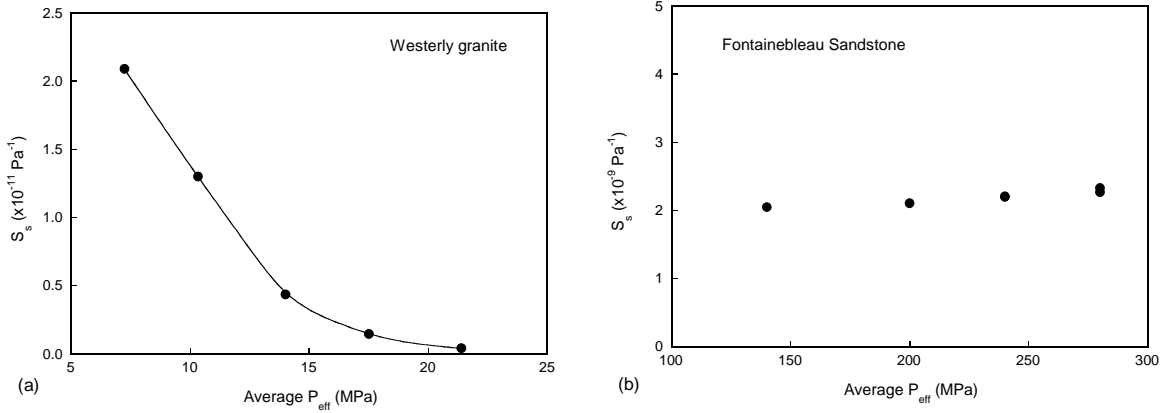 2.5
2.0
1.5
1.0
0.5
0.0
S_s (x10^-11 Pa^-1)
Westerly granite
5 10 15 20 25
(a)
Average P_eff (MPa)
5
4
3
2
1
0
S_s (x10^-9 Pa^-1)
Fontainebleau Sandstone
100 150 200 240 300
(b)
Average P_eff (MPa)